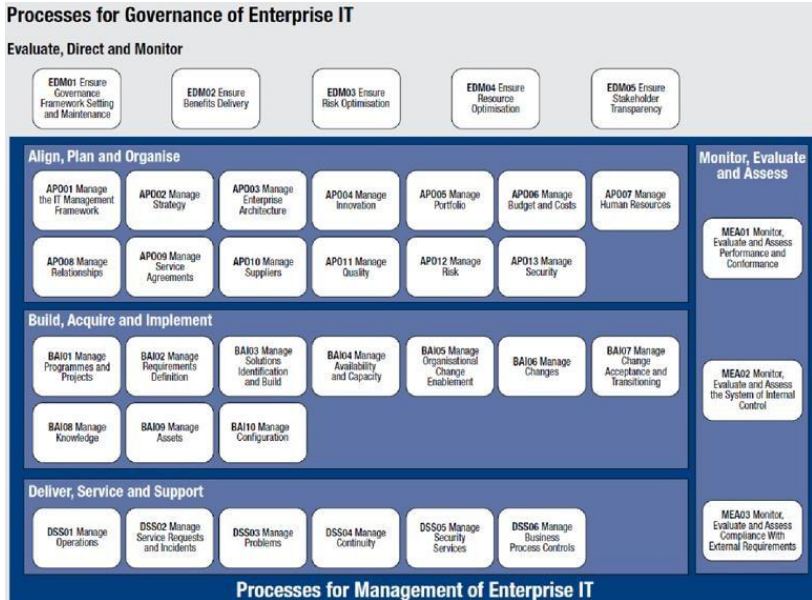 Processes for Governance of Enterprise IT
Evaluate, Direct and Monitor
EDM01 Ensure
Governance
Framework Setting
and Maintenance
EDM02 Ensure
Benefits Delivery
EDM03 Ensure
Risk Optimisation
EDM04 Ensure
Resource
Optimisation
EDM05 Ensure
Stakeholder
Transparency
Align, Plan and Organise
APO01 Manage
the IT Management
Framework
APO02 Manage
Strategy
APO03 Manage
Enterprise
Architecture
APO04 Manage
Innovation
APO05 Manage
Portfolio
APO06 Manage
Budget and Costs
APO07 Manage
Human Resources
APO08 Manage
Relationships
APO09 Manage
Service
Agreements
APO10 Manage
Suppliers
APO11 Manage
Quality
APO12 Manage
Risk
APO13 Manage
Security
Build, Acquire and Implement
BAI01 Manage
Programmes and
Projects
BAI02 Manage
Requirements
Definition
BAI03 Manage
Solutions
Identification
and Build
BAI04 Manage
Availability
and Capacity
BAI05 Manage
Organisational
Change
Enablement
BAI06 Manage
Changes
BAI07 Manage
Change
Acceptance and
Transitioning
BAI08 Manage
Knowledge
BAI09 Manage
Assets
BAI10 Manage
Configuration
Deliver, Service and Support
DSS01 Manage
Operations
DSS02 Manage
Service Requests
and Incidents
DSS03 Manage
Problems
DSS04 Manage
Continuity
DSS05 Manage
Security
Services
DSS06 Manage
Business
Process Controls
Monitor, Evaluate
and Assess
MEA01 Monitor,
Evaluate and Assess
Performance and
Conformance
MEA02 Monitor,
Evaluate and Assess
the System of Internal
Control
MEA03 Monitor,
Evaluate and Assess
Compliance With
External Requirements
Processes for Management of Enterprise IT